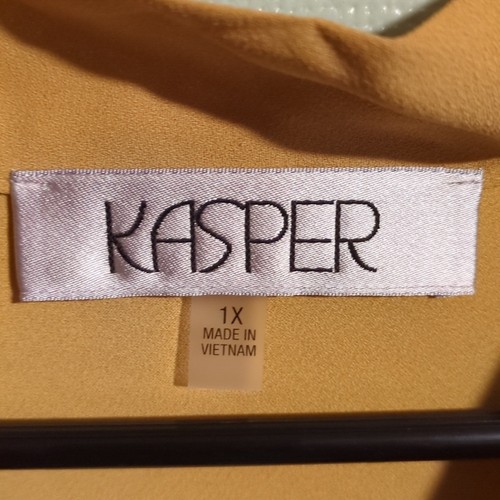 KASPER
1X
MADE IN
VIETNAM